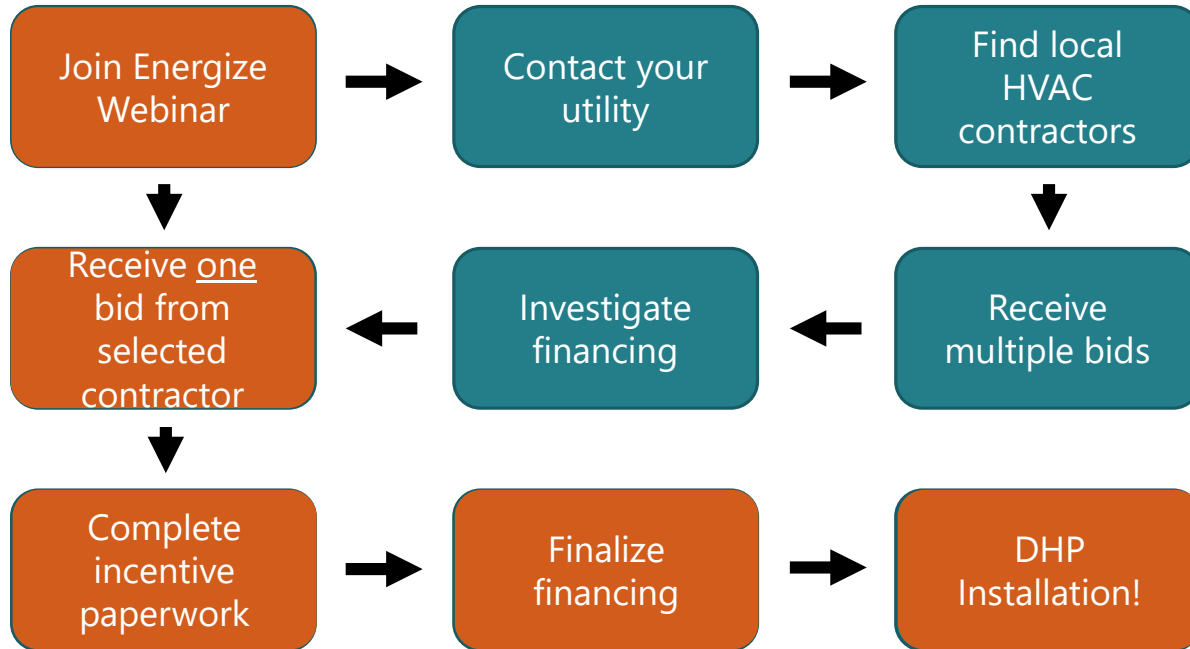 Join Energize
Webinar
Contact your
utility
Find local
HVAC
contractors
Receive one
bid from
selected
contractor
Investigate
financing
Receive
multiple bids
Complete
incentive
paperwork
Finalize
financing
DHP
Installation!